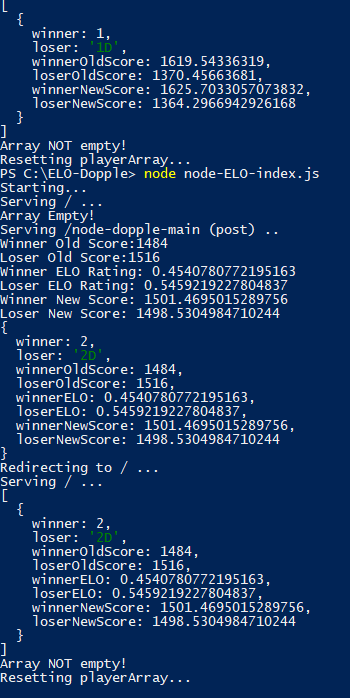 [
  {
    winner: 1,
    loser: '1D',
    winnerOldScore: 1619.54336319,
    loserOldScore: 1370.45663681,
    winnerNewScore: 1625.7033057073832,
    loserNewScore: 1364.2966942926168
  }
]
Array NOT empty!
Resetting playerArray...
PS C:\ELO-Dopple> node node-ELO-index.js
Starting...
Serving / ...
Array Empty!
Serving /node-dopple-main (post) ..
Winner Old Score:1484
Loser Old Score:1516
Winner ELO Rating: 0.4540780772195163
Loser ELO Rating: 0.5459219227804837
Winner New Score: 1501.4695015289756
Loser New Score: 1498.5304984710244
{
  winner: 2,
  loser: '2D',
  winnerOldScore: 1484,
  loserOldScore: 1516,
  winnerELO: 0.4540780772195163,
  loserELO: 0.5459219227804837,
  winnerNewScore: 1501.4695015289756,
  loserNewScore: 1498.5304984710244
}
Redirecting to / ...
Serving / ...
[
  {
    winner: 2,
    loser: '2D',
    winnerOldScore: 1484,
    loserOldScore: 1516,
    winnerELO: 0.4540780772195163,
    loserELO: 0.5459219227804837,
    winnerNewScore: 1501.4695015289756,
    loserNewScore: 1498.5304984710244
  }
]
Array NOT empty!
Resetting playerArray...